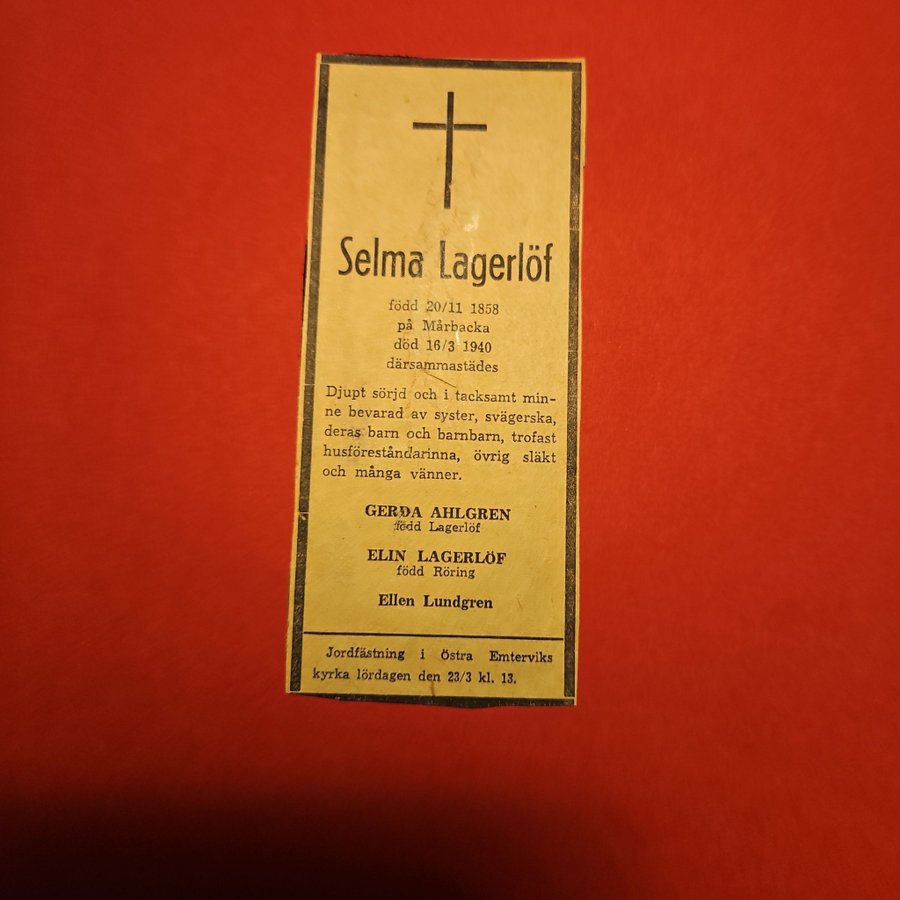 Selma Lagerlöf
född 20/11 1858
på Mårbacka
död 16/3 1940
därsammastädes
Djupt sörjd och i tacksamt min-
ne bevarad av syster, svägerska,
deras barn och barnbarn, trofast
husföreståndarinna, övrig släkt
och många vänner.
GERDA AHLGREN
född Lagerlöf
ELIN LAGERLÖF
född Röring
Ellen Lundgren
Jordfästning i Östra Emterviks
kyrka lördagen den 23/3 kl. 13.